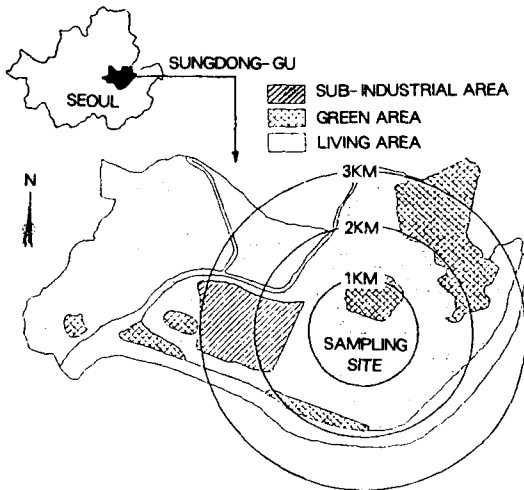 SUNGDONG-GU
SEOUL
SUB-INDUSTRIAL AREA
GREEN AREA
LIVING AREA
N
3KM
2KM
1KM
SAMPLING
SITE